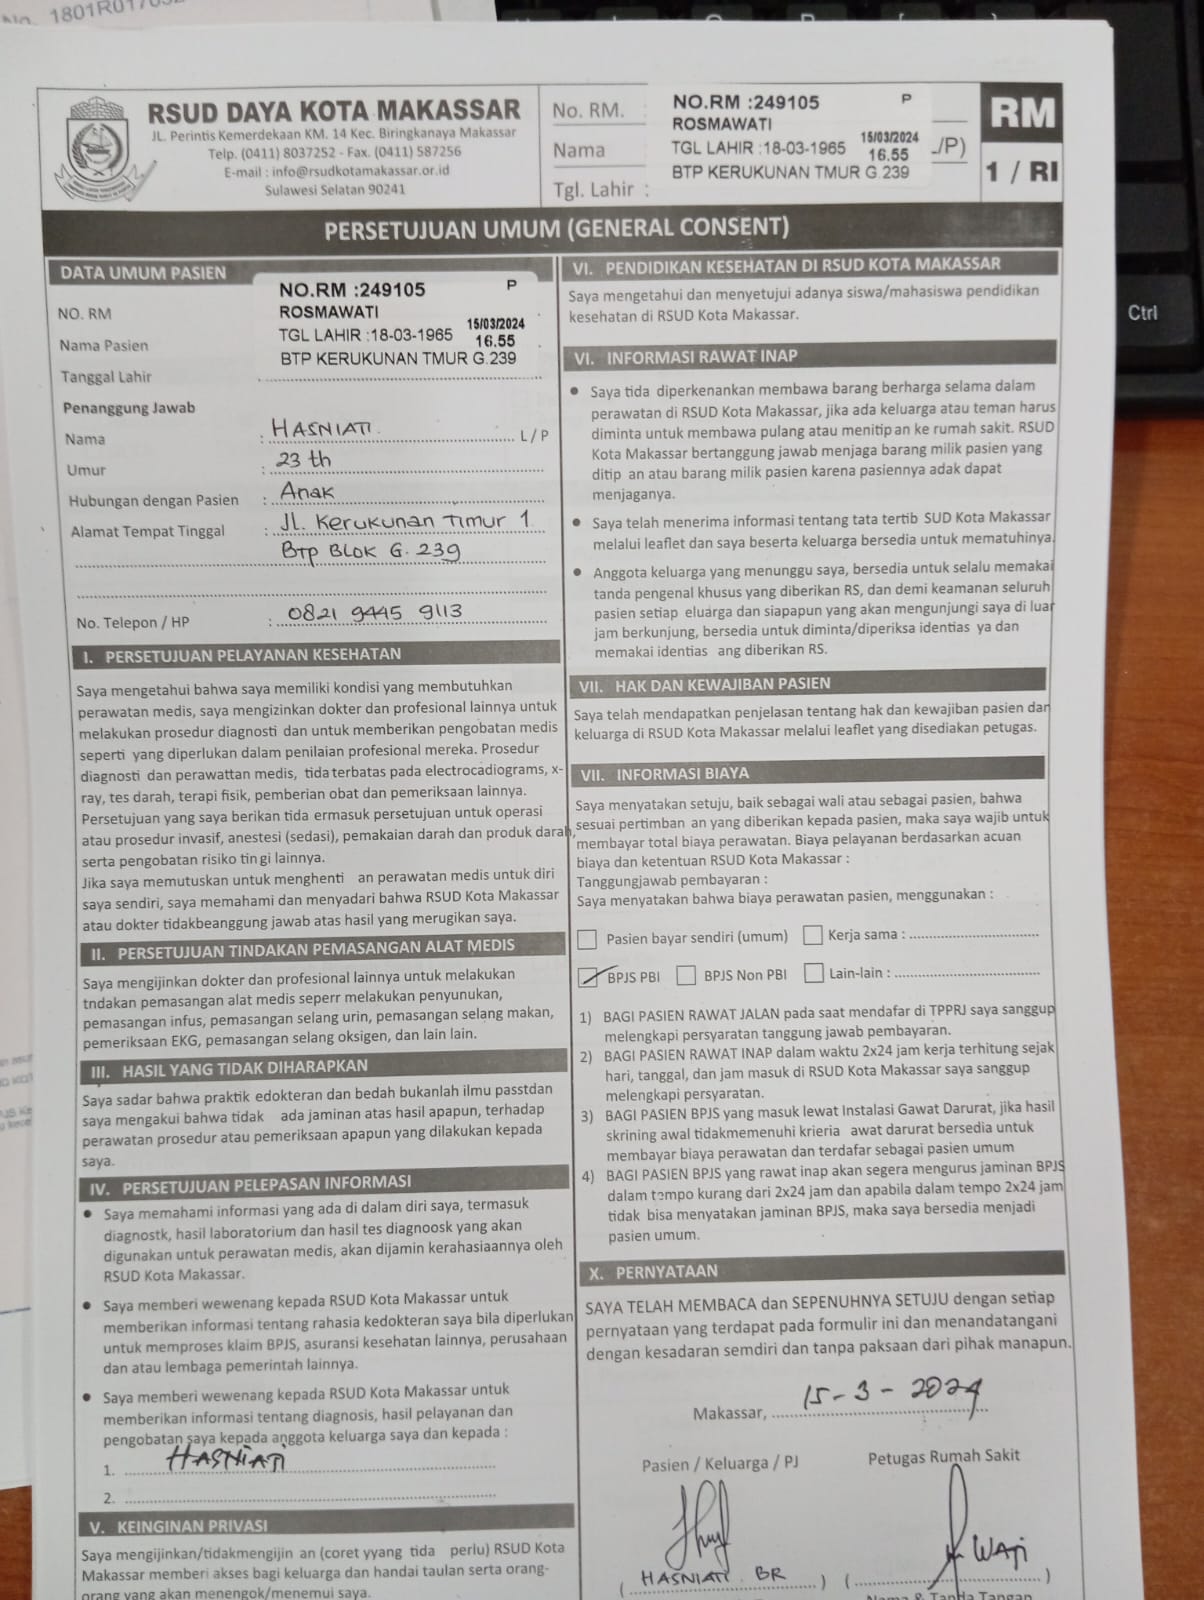 No. 1801R01
RSUD DAYA KOTA MAKASSAR
JL. Perintis Kemerdekaan KM. 14 Kec. Biringkanaya Makassar
Telp. (0411) 8037252 - Fax. (0411) 587256
E-mail : info@rsudkotamakassar.or.id
Sulawesi Selatan 90241
No. RM.
Nama
Tgl. Lahir :
NO.RM :249105 P
ROSMAWATI
TGL LAHIR :18-03-1965 15/03/2024 16.55
BTP KERUKUNAN TMUR G.239
/P)
RM
1 / RI
PERSETUJUAN UMUM (GENERAL CONSENT)
DATA UMUM PASIEN
NO. RM
Nama Pasien
Tanggal Lahir
NO.RM :249105 P
ROSMAWATI
TGL LAHIR :18-03-1965 15/03/2024 16.55
BTP KERUKUNAN TMUR G.239
Penanggung Jawab
Nama : HASNIATI L / P
Umur : 23 th
Hubungan dengan Pasien : Anak
Alamat Tempat Tinggal : Jl. Kerukunan Timur 1
Btp Blok G. 239
No. Telepon / HP : 0821 9445 9113
I. PERSETUJUAN PELAYANAN KESEHATAN
Saya mengetahui bahwa saya memiliki kondisi yang membutuhkan
perawatan medis, saya mengizinkan dokter dan profesional lainnya untuk
melakukan prosedur diagnosti dan untuk memberikan pengobatan medis
seperti yang diperlukan dalam penilaian profesional mereka. Prosedur
diagnosti dan perawattan medis, tida terbatas pada electrocadiograms, x-
ray, tes darah, terapi fisik, pemberian obat dan pemeriksaan lainnya.
Persetujuan yang saya berikan tida ermasuk persetujuan untuk operasi
atau prosedur invasif, anestesi (sedasi), pemakaian darah dan produk darah,
serta pengobatan risiko tin gi lainnya.
Jika saya memutuskan untuk menghenti an perawatan medis untuk diri
saya sendiri, saya memahami dan menyadari bahwa RSUD Kota Makassar
atau dokter tidakbeanggung jawab atas hasil yang merugikan saya.
II. PERSETUJUAN TINDAKAN PEMASANGAN ALAT MEDIS
Saya mengijinkan dokter dan profesional lainnya untuk melakukan
tndakan pemasangan alat medis seperr melakukan penyunukan,
pemasangan infus, pemasangan selang urin, pemasangan selang makan,
pemeriksaan EKG, pemasangan selang oksigen, dan lain lain.
III. HASIL YANG TIDAK DIHARAPKAN
Saya sadar bahwa praktik edokteran dan bedah bukanlah ilmu passtdan
saya mengakui bahwa tidak ada jaminan atas hasil apapun, terhadap
perawatan prosedur atau pemeriksaan apapun yang dilakukan kepada
saya.
IV. PERSETUJUAN PELEPASAN INFORMASI
• Saya memahami informasi yang ada di dalam diri saya, termasuk
diagnostk, hasil laboratorium dan hasil tes diagnoosk yang akan
digunakan untuk perawatan medis, akan dijamin kerahasiaannya oleh
RSUD Kota Makassar.
• Saya memberi wewenang kepada RSUD Kota Makassar untuk
memberikan informasi tentang rahasia kedokteran saya bila diperlukan
untuk memproses klaim BPJS, asuransi kesehatan lainnya, perusahaan
dan atau lembaga pemerintah lainnya.
• Saya memberi wewenang kepada RSUD Kota Makassar untuk
memberikan informasi tentang diagnosis, hasil pelayanan dan
pengobatan saya kepada anggota keluarga saya dan kepada :
1. HASNIATI
2.
V. KEINGINAN PRIVASI
Saya mengijinkan/tidakmengijin an (coret yyang tida perlu) RSUD Kota
Makassar memberi akses bagi keluarga dan handai taulan serta orang-
orang yang akan menengok/menemui saya.
VI. PENDIDIKAN KESEHATAN DI RSUD KOTA MAKASSAR
Saya mengetahui dan menyetujui adanya siswa/mahasiswa pendidikan
kesehatan di RSUD Kota Makassar.
VI. INFORMASI RAWAT INAP
• Saya tida diperkenankan membawa barang berharga selama dalam
perawatan di RSUD Kota Makassar, jika ada keluarga atau teman harus
diminta untuk membawa pulang atau menitip an ke rumah sakit. RSUD
Kota Makassar bertanggung jawab menjaga barang milik pasien yang
ditip an atau barang milik pasien karena pasiennya adak dapat
menjaganya.
• Saya telah menerima informasi tentang tata tertib SUD Kota Makassar
melalui leaflet dan saya beserta keluarga bersedia untuk mematuhinya.
• Anggota keluarga yang menunggu saya, bersedia untuk selalu memakai
tanda pengenal khusus yang diberikan RS, dan demi keamanan seluruh
pasien setiap eluarga dan siapapun yang akan mengunjungi saya di luar
jam berkunjung, bersedia untuk diminta/diperiksa identias ya dan
memakai identias ang diberikan RS.
VII. HAK DAN KEWAJIBAN PASIEN
Saya telah mendapatkan penjelasan tentang hak dan kewajiban pasien dan
keluarga di RSUD Kota Makassar melalui leaflet yang disediakan petugas.
VII. INFORMASI BIAYA
Saya menyatakan setuju, baik sebagai wali atau sebagai pasien, bahwa
sesuai pertimban an yang diberikan kepada pasien, maka saya wajib untuk
membayar total biaya perawatan. Biaya pelayanan berdasarkan acuan
biaya dan ketentuan RSUD Kota Makassar :
Tanggungjawab pembayaran :
Saya menyatakan bahwa biaya perawatan pasien, menggunakan :
Pasien bayar sendiri (umum) Kerja sama :
BPJS PBI BPJS Non PBI Lain-lain :
1) BAGI PASIEN RAWAT JALAN pada saat mendafar di TPPRJ saya sanggup
melengkapi persyaratan tanggung jawab pembayaran.
2) BAGI PASIEN RAWAT INAP dalam waktu 2x24 jam kerja terhitung sejak
hari, tanggal, dan jam masuk di RSUD Kota Makassar saya sanggup
melengkapi persyaratan.
3) BAGI PASIEN BPJS yang masuk lewat Instalasi Gawat Darurat, jika hasil
skrining awal tidakmemenuhi krieria awat darurat bersedia untuk
membayar biaya perawatan dan terdafar sebagai pasien umum
4) BAGI PASIEN BPJS yang rawat inap akan segera mengurus jaminan BPJS
dalam tempo kurang dari 2x24 jam dan apabila dalam tempo 2x24 jam
tidak bisa menyatakan jaminan BPJS, maka saya bersedia menjadi
pasien umum.
X. PERNYATAAN
SAYA TELAH MEMBACA dan SEPENUHNYA SETUJU dengan setiap
pernyataan yang terdapat pada formulir ini dan menandatangani
dengan kesadaran semdiri dan tanpa paksaan dari pihak manapun.
Makassar, 15-3-2024
Pasien / Keluarga / PJ Petugas Rumah Sakit
( HASNIATI BR ) ( WATI )
Nama & Tanda Tangan
Ctrl